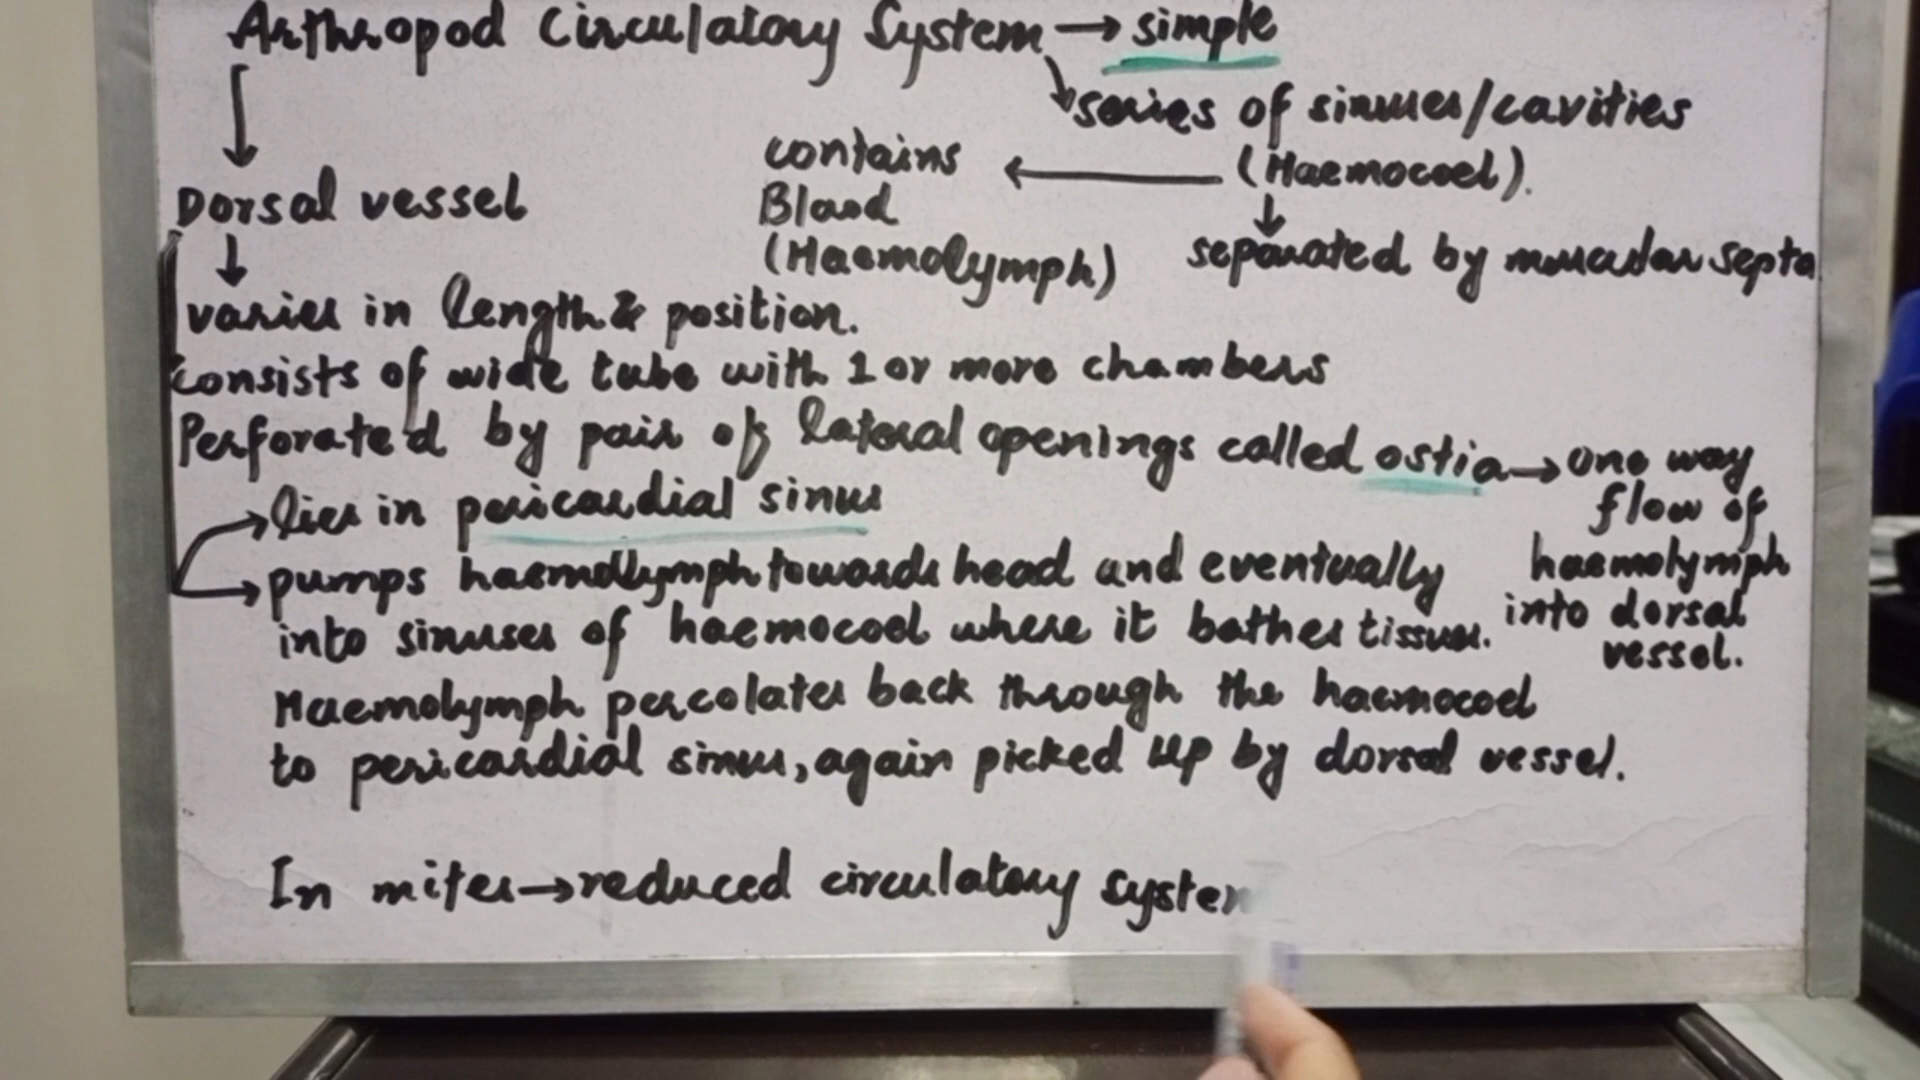 Arthropod Circulatory System → simple
series of sinuses/cavities
(Haemocoel).
separated by muscular septa
contains
Blood
(Haemolymph)
Dorsal vessel
varies in length & position.
consists of wide tube with 1 or more chambers
Perforated by pair of lateral openings called ostia → one way
flow of
haemolymph
into dorsal
vessel.
lies in pericardial sinus
pumps haemolymph towards head and eventually
into sinuses of haemocoel where it bathes tissues.
Haemolymph percolates back through the haemocoel
to pericardial sinus, again picked up by dorsal vessel.
In mites → reduced circulatory system